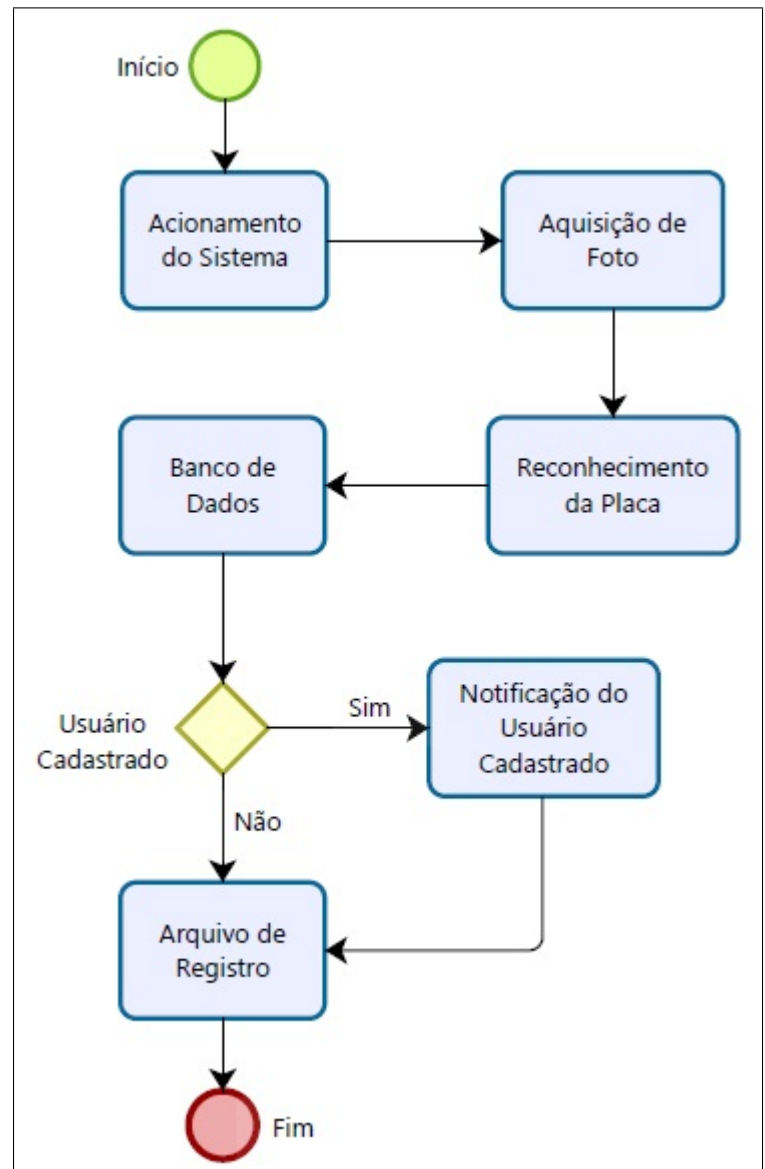 Início
Acionamento
do Sistema
Aquisição de
Foto
Reconhecimento
da Placa
Banco de
Dados
Usuário
Cadastrado
Sim
Notificação do
Usuário
Cadastrado
Não
Arquivo de
Registro
Fim